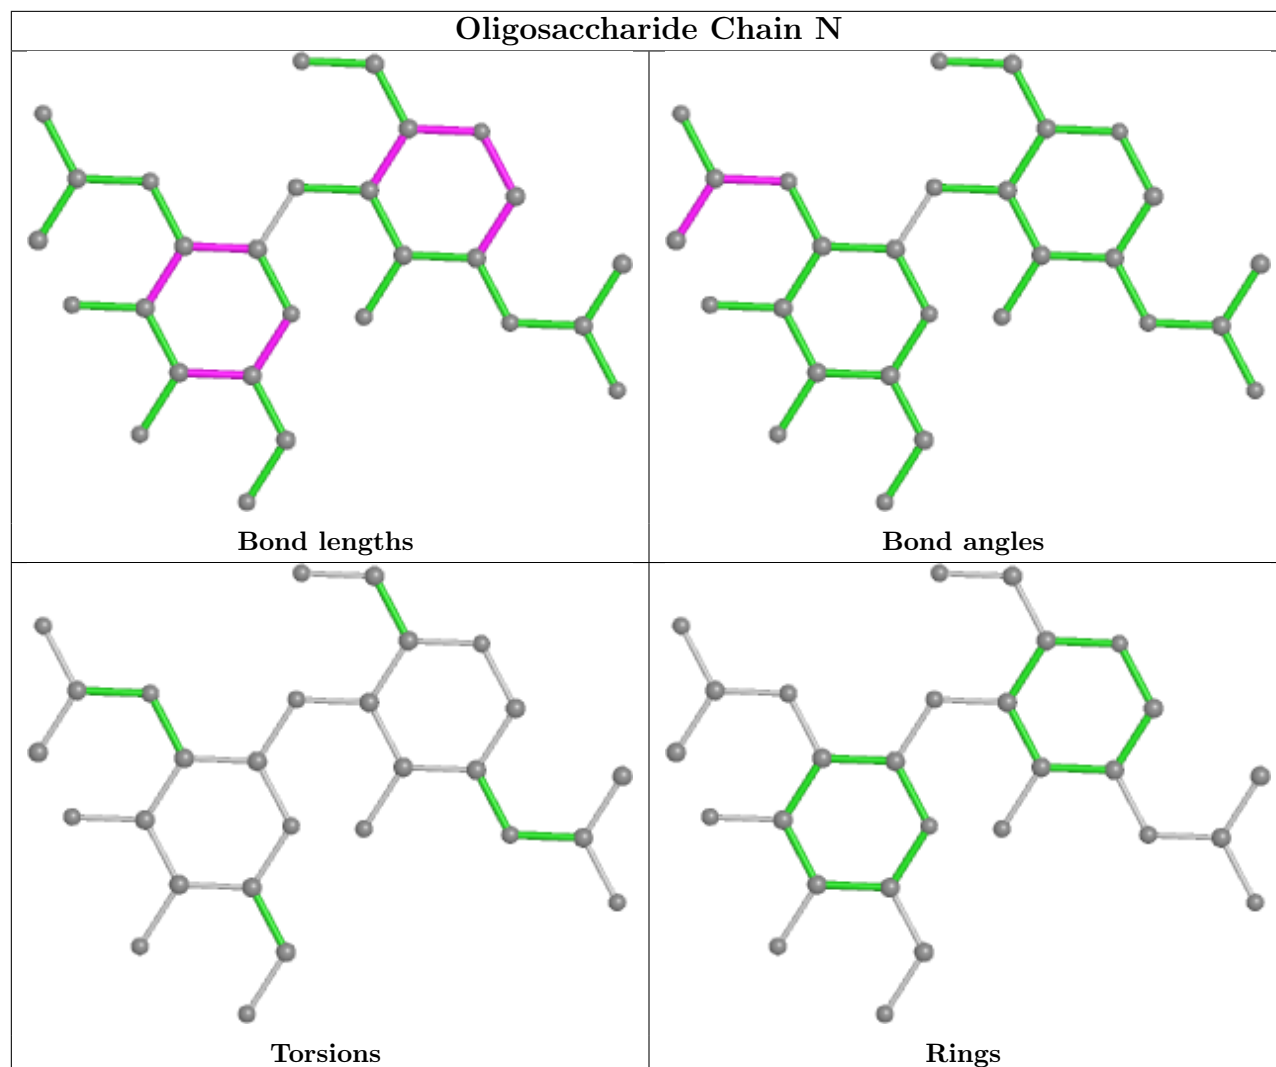 Oligosaccharide Chain N
Bond lengths
Bond angles
Torsions
Rings